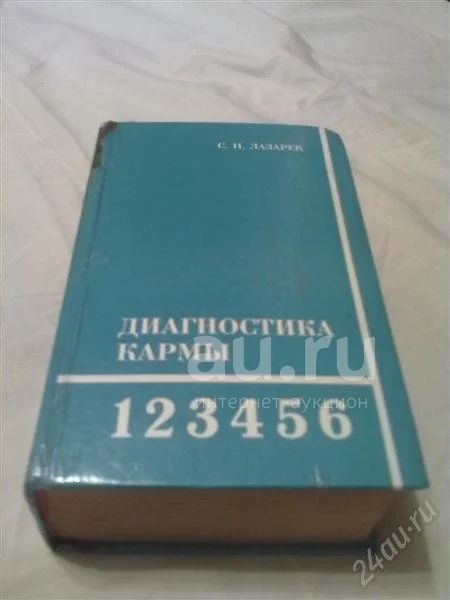 С. Н. ЛАЗАРЕВ
ДИАГНОСТИКА
КАРМЫ
au.ru
интернет-аукцион
123456
24au.ru